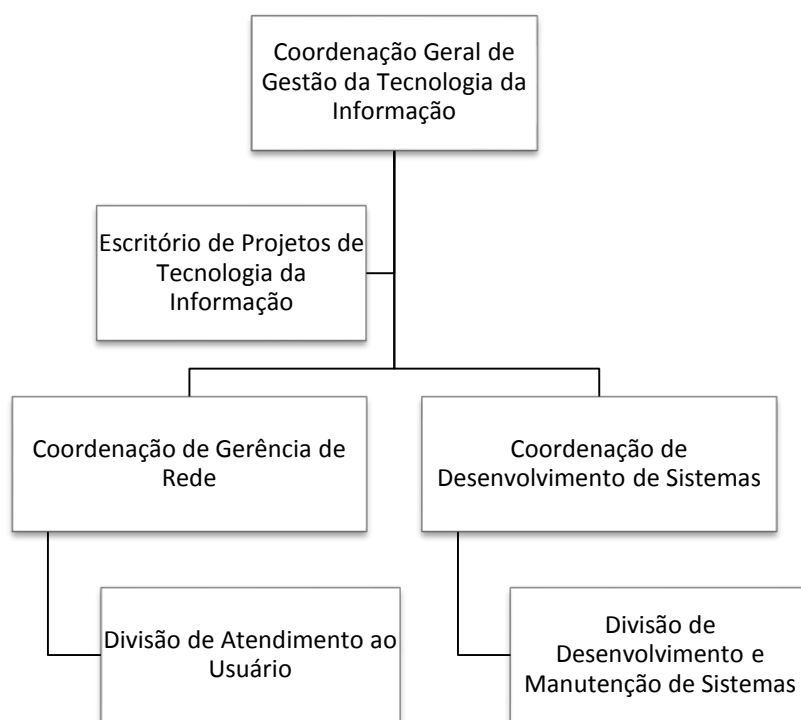 Coordenação Geral de
Gestão da Tecnologia da
Informação
Escritório de Projetos de
Tecnologia da
Informação
Coordenação de Gerência de
Rede
Coordenação de
Desenvolvimento de Sistemas
Divisão de Atendimento ao
Usuário
Divisão de
Desenvolvimento e
Manutenção de Sistemas